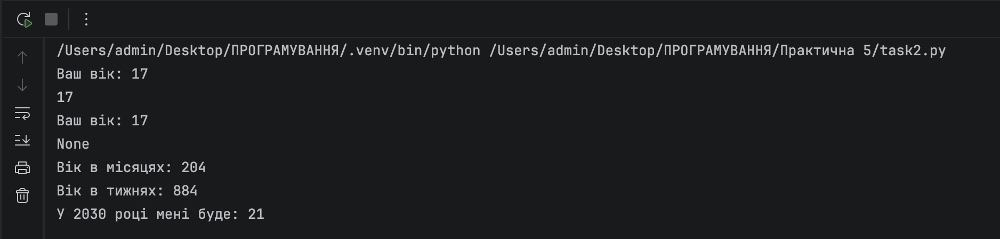 /Users/admin/Desktop/ПРОГРАМУВАННЯ/.venv/bin/python /Users/admin/Desktop/ПРОГРАМУВАННЯ/Практична 5/task2.py
Ваш вік: 17
17
Ваш вік: 17
None
Вік в місяцях: 204
Вік в тижнях: 884
У 2030 році мені буде: 21